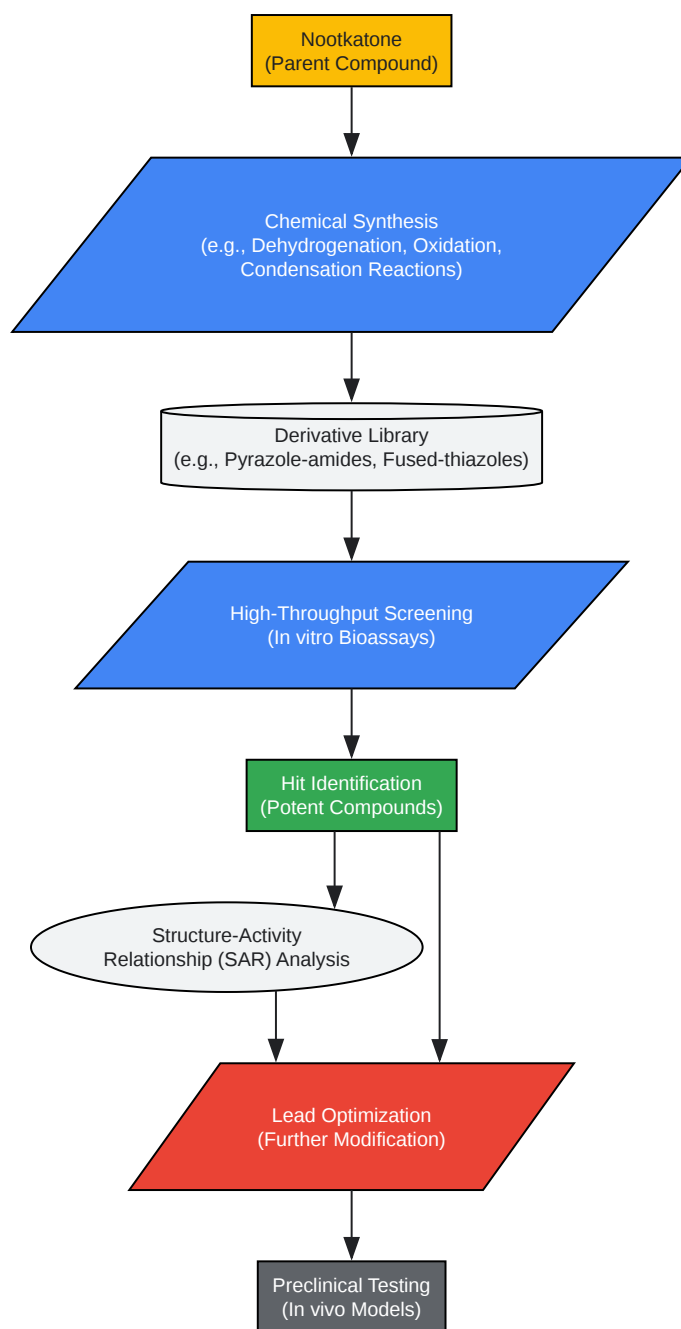 Nootkatone
(Parent Compound)
Chemical Synthesis
(e.g., Dehydrogenation, Oxidation,
Condensation Reactions)
Derivative Library
(e.g., Pyrazole-amides, Fused-thiazoles)
High-Throughput Screening
(In vitro Bioassays)
Hit Identification
(Potent Compounds)
Structure-Activity
Relationship (SAR) Analysis
Lead Optimization
(Further Modification)
Preclinical Testing
(In vivo Models)